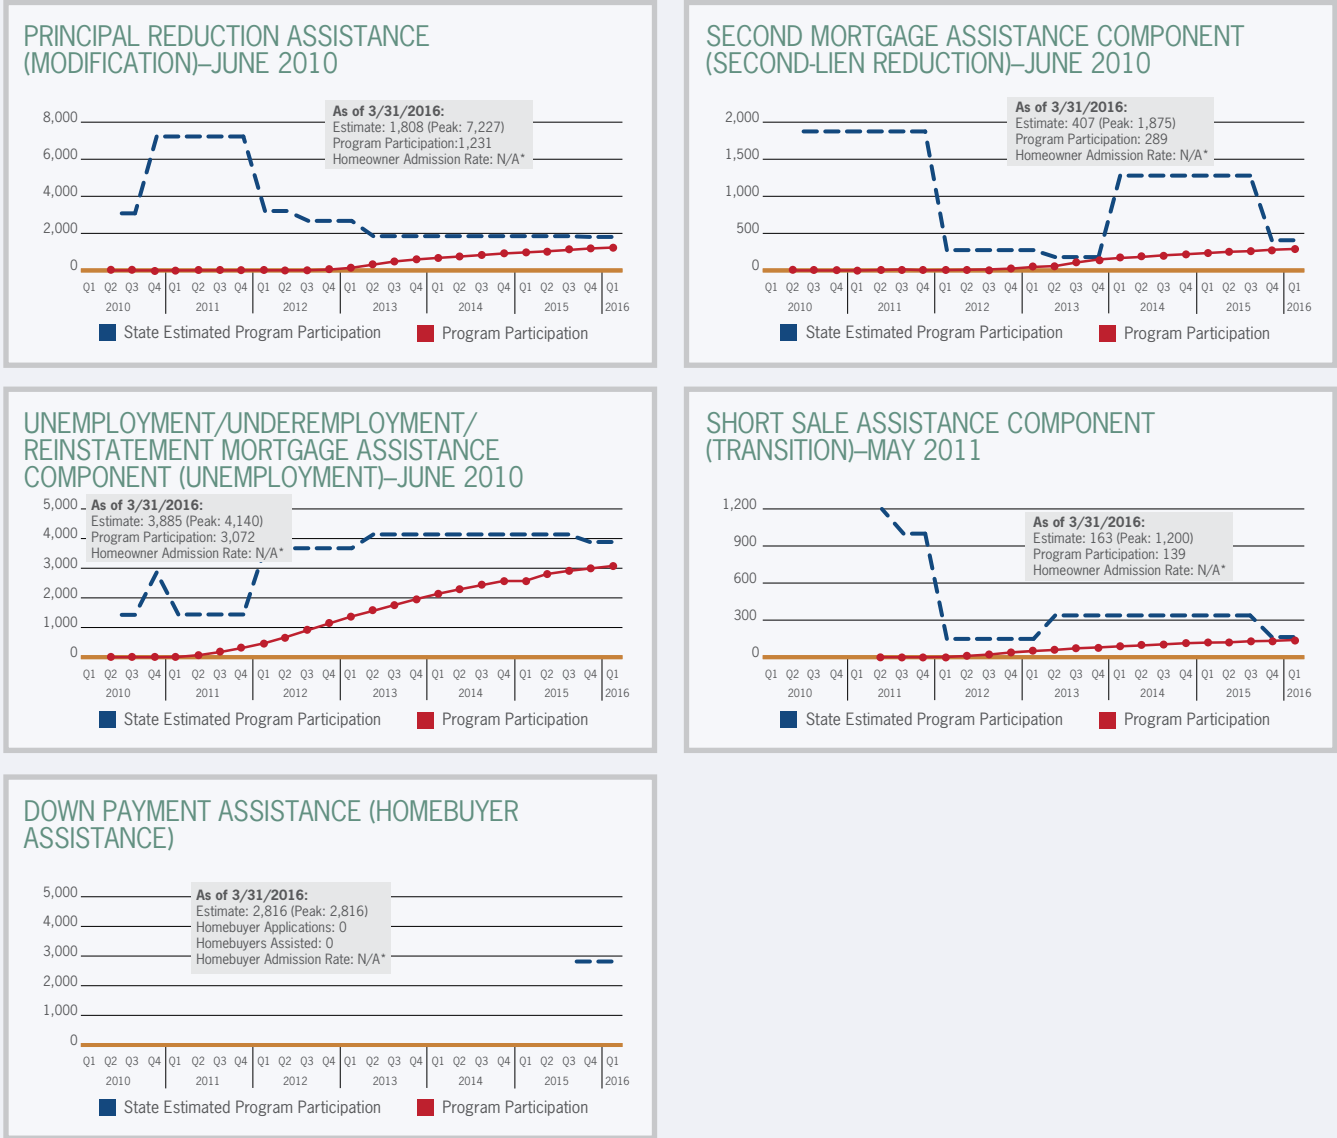 PRINCIPAL REDUCTION ASSISTANCE
(MODIFICATION)–JUNE 2010
As of 3/31/2016:
Estimate: 1,808 (Peak: 7,227)
Program Participation:1,231
Homeowner Admission Rate: N/A*
8,000
6,000
4,000
2,000
0
Q1 Q2 Q3 Q4 Q1 Q2 Q3 Q4 Q1 Q2 Q3 Q4 Q1 Q2 Q3 Q4 Q1 Q2 Q3 Q4 Q1 Q2 Q3 Q4 Q1
2010 2011 2012 2013 2014 2015 2016
State Estimated Program Participation Program Participation
SECOND MORTGAGE ASSISTANCE COMPONENT
(SECOND-LIEN REDUCTION)–JUNE 2010
As of 3/31/2016:
Estimate: 407 (Peak: 1,875)
Program Participation: 289
Homeowner Admission Rate: N/A*
2,000
1,500
1,000
500
0
Q1 Q2 Q3 Q4 Q1 Q2 Q3 Q4 Q1 Q2 Q3 Q4 Q1 Q2 Q3 Q4 Q1 Q2 Q3 Q4 Q1 Q2 Q3 Q4 Q1
2010 2011 2012 2013 2014 2015 2016
State Estimated Program Participation Program Participation
UNEMPLOYMENT/UNDEREMPLOYMENT/
REINSTATEMENT MORTGAGE ASSISTANCE
COMPONENT (UNEMPLOYMENT)–JUNE 2010
As of 3/31/2016:
Estimate: 3,885 (Peak: 4,140)
Program Participation: 3,072
Homeowner Admission Rate: N/A*
5,000
4,000
3,000
2,000
1,000
0
Q1 Q2 Q3 Q4 Q1 Q2 Q3 Q4 Q1 Q2 Q3 Q4 Q1 Q2 Q3 Q4 Q1 Q2 Q3 Q4 Q1 Q2 Q3 Q4 Q1
2010 2011 2012 2013 2014 2015 2016
State Estimated Program Participation Program Participation
SHORT SALE ASSISTANCE COMPONENT
(TRANSITION)–MAY 2011
As of 3/31/2016:
Estimate: 163 (Peak: 1,200)
Program Participation: 139
Homeowner Admission Rate: N/A*
1,200
900
600
300
0
Q1 Q2 Q3 Q4 Q1 Q2 Q3 Q4 Q1 Q2 Q3 Q4 Q1 Q2 Q3 Q4 Q1 Q2 Q3 Q4 Q1 Q2 Q3 Q4 Q1
2010 2011 2012 2013 2014 2015 2016
State Estimated Program Participation Program Participation
DOWN PAYMENT ASSISTANCE (HOMEBUYER
ASSISTANCE)
As of 3/31/2016:
Estimate: 2,816 (Peak: 2,816)
Homebuyer Applications: 0
Homebuyers Assisted: 0
Homebuyer Admission Rate: N/A*
5,000
4,000
3,000
2,000
1,000
0
Q1 Q2 Q3 Q4 Q1 Q2 Q3 Q4 Q1 Q2 Q3 Q4 Q1 Q2 Q3 Q4 Q1 Q2 Q3 Q4 Q1 Q2 Q3 Q4 Q1
2010 2011 2012 2013 2014 2015 2016
State Estimated Program Participation Program Participation